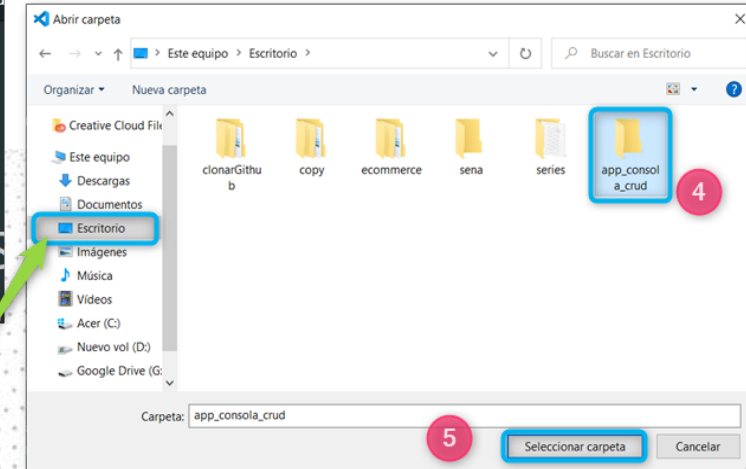 Abrir carpeta
Este equipo > Escritorio >
Buscar en Escritorio
Organizar
Nueva carpeta
Creative Cloud File
Este equipo
Descargas
Documentos
Escritorio
Imágenes
Música
Vídeos
Acer (C:)
Nuevo vol (D:)
Google Drive (G:
clonarGithu
b
copy
ecommerce
sena
series
app_consol
a_crud
4
Carpeta: app_consola_crud
5
Seleccionar carpeta
Cancelar